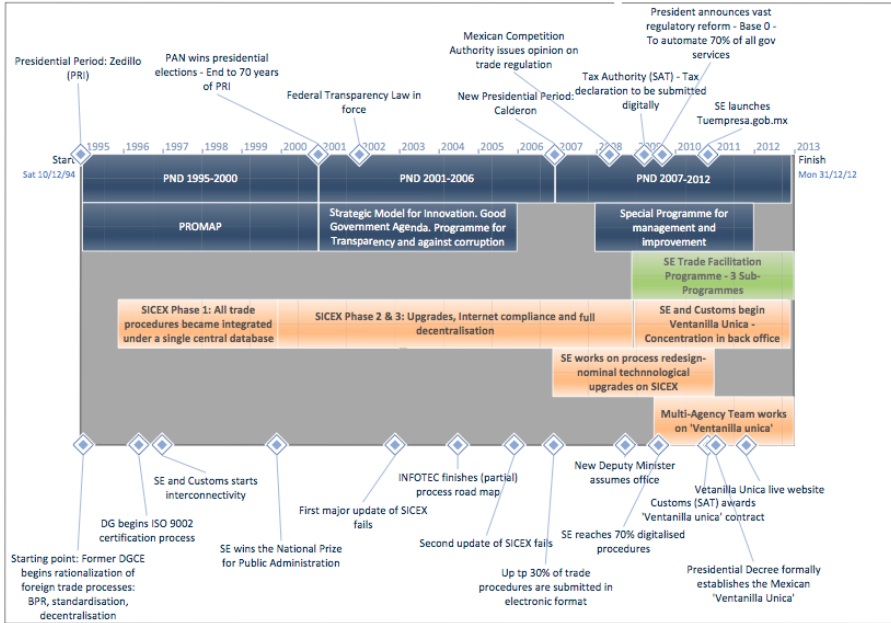 President announces vast
regulatory reform - Base 0 -
To automate 70% of all gov
services
Mexican Competition
Authority issues opinion on
trade regulation
Presidential Period: Zedillo
(PRI)
PAN wins presidential
elections - End to 70 years
of PRI
Federal Transparency Law in
force
New Presidential Period:
Calderon
Tax Authority (SAT) - Tax
declaration to be submitted
digitally
SE launches
Tuempresa.gob.mx
1995 1996 1997 1998 1999 2000 2001 2002 2003 2004 2005 2006 2007 2008 2009 2010 2011 2012 2013
Start
Sat 10/12/94
Finish
Mon 31/12/12
PND 1995-2000
PND 2001-2006
PND 2007-2012
PROMAP
Strategic Model for Innovation. Good
Government Agenda. Programme for
Transparency and against corruption
Special Programme for
management and
improvement
SE Trade Facilitation
Programme - 3 Sub-
Programmes
SICEX Phase 1: All trade
procedures became integrated
under a single central database
SICEX Phase 2 & 3: Upgrades, Internet compliance and full
decentralisation
SE and Customs begin
Ventanilla Unica -
Concentration in back office
SE works on process redesign-
nominal technnological
upgrades on SICEX
Multi-Agency Team works
on 'Ventanilla unica'
SE and Customs starts
interconnectivity
INFOTEC finishes (partial)
process road map
New Deputy Minister
assumes office
Vetanilla Unica live website
Customs (SAT) awards
'Ventanilla unica' contract
First major update of SICEX
fails
DG begins ISO 9002
certification process
SE wins the National Prize
for Public Administration
Second update of SICEX fails
SE reaches 70% digitalised
procedures
Starting point: Former DGCE
begins rationalization of
foreign trade processes:
BPR, standardisation,
decentralisation
Up tp 30% of trade
procedures are submitted in
electronic format
Presidential Decree formally
establishes the Mexican
'Ventanilla Unica'